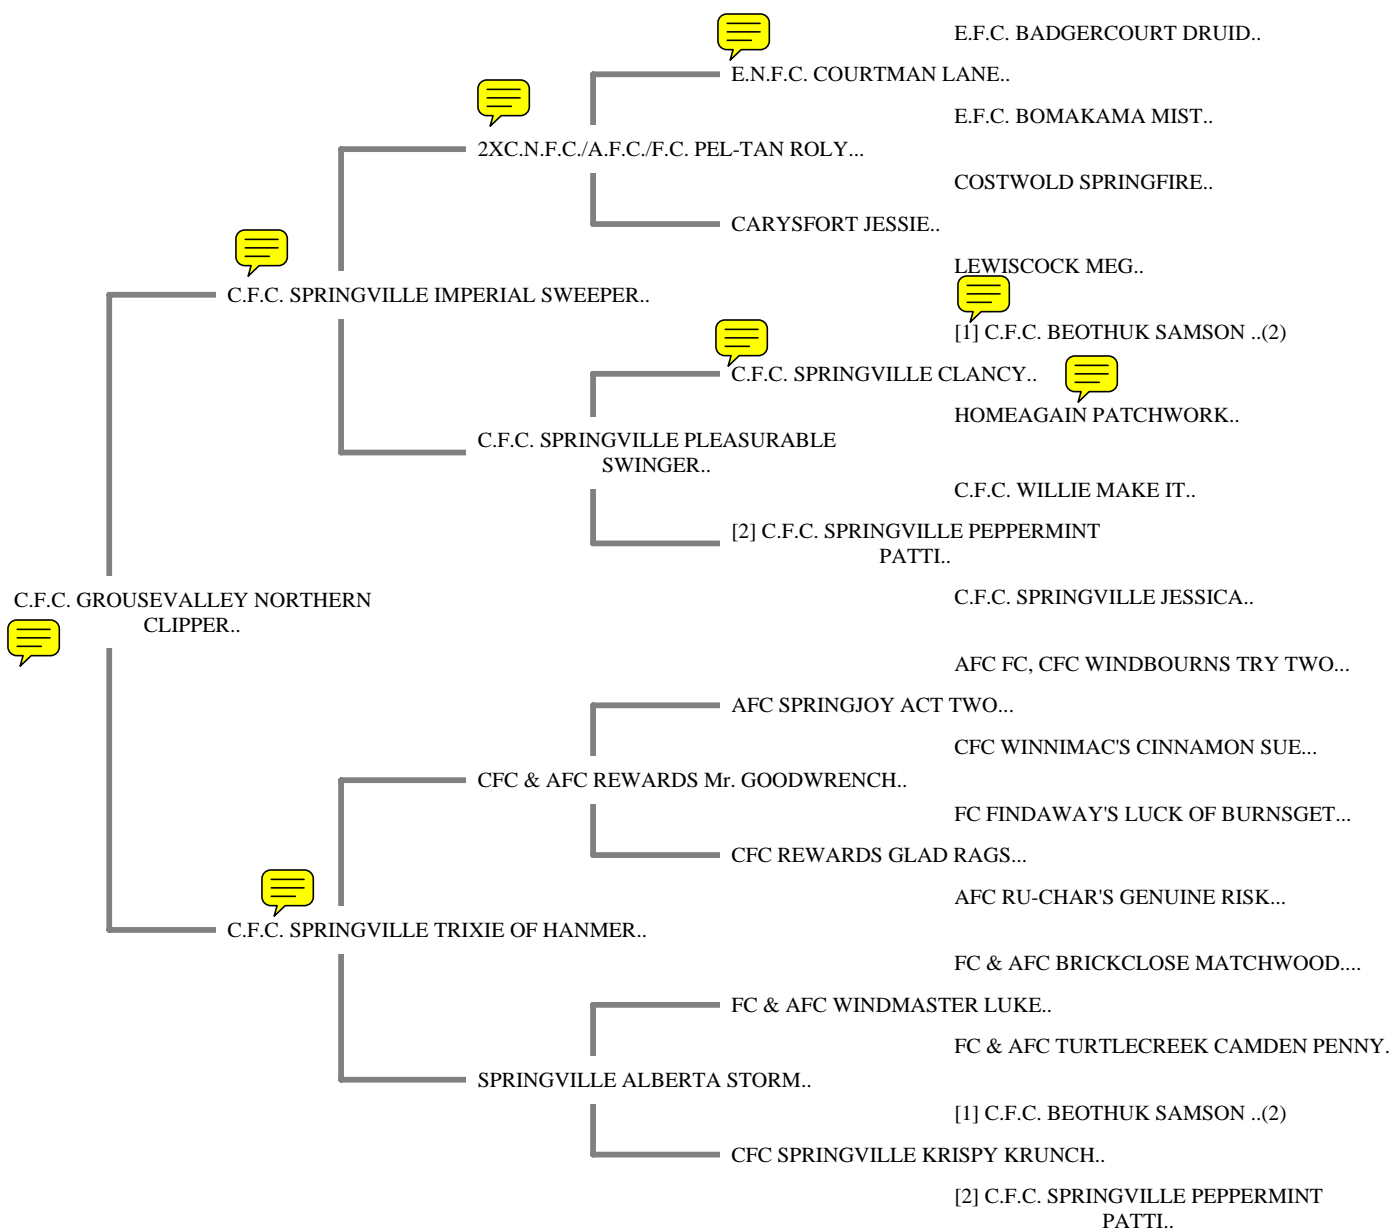 E.F.C. BADGERCOURT DRUID..
E.N.F.C. COURTMAN LANE..
E.F.C. BOMAKAMA MIST..
2XC.N.F.C./A.F.C./F.C. PEL-TAN ROLY...
COSTWOLD SPRINGFIRE..
CARYSFORT JESSIE..
LEWISCOCK MEG..
C.F.C. SPRINGVILLE IMPERIAL SWEEPER..
[1] C.F.C. BEOTHUK SAMSON ..(2)
C.F.C. SPRINGVILLE CLANCY..
HOMEAGAIN PATCHWORK..
C.F.C. SPRINGVILLE PLEASURABLE
SWINGER..
C.F.C. WILLIE MAKE IT..
[2] C.F.C. SPRINGVILLE PEPPERMINT
PATTI..
C.F.C. SPRINGVILLE JESSICA..
C.F.C. GROUSEVALLEY NORTHERN
CLIPPER..
AFC FC, CFC WINDBOURNS TRY TWO...
AFC SPRINGJOY ACT TWO...
CFC WINNIMAC'S CINNAMON SUE...
CFC & AFC REWARDS Mr. GOODWRENCH..
FC FINDAWAY'S LUCK OF BURNSGET...
CFC REWARDS GLAD RAGS...
AFC RU-CHAR'S GENUINE RISK...
C.F.C. SPRINGVILLE TRIXIE OF HANMER..
FC & AFC BRICKCLOSE MATCHWOOD....
FC & AFC WINDMASTER LUKE..
FC & AFC TURTLECREEK CAMDEN PENNY.
SPRINGVILLE ALBERTA STORM..
[1] C.F.C. BEOTHUK SAMSON ..(2)
CFC SPRINGVILLE KRISPY KRUNCH..
[2] C.F.C. SPRINGVILLE PEPPERMINT
PATTI..